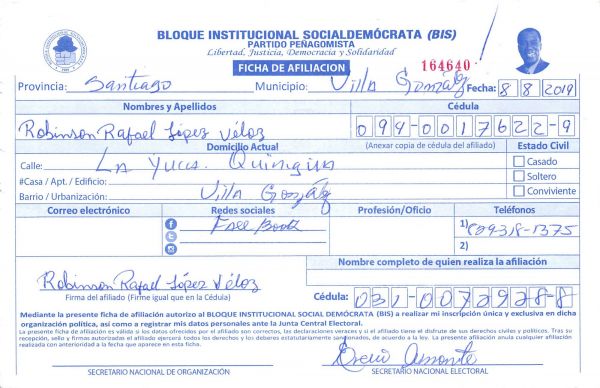 BLOQUE INSTITUCIONAL SOCIALDEMÓCRATA (BIS)
PARTIDO PEÑAGOMISTA
Libertad, Justicia, Democracia y Solidaridad
FICHA DE AFILIACION
164640
Provincia: Santiago Municipio: Villa González Fecha: 8 8 2019
Nombres y Apellidos Cédula
Robinson Rafael López Véloz 094-0017622-9
Domicilio Actual (Anexar copia de cédula del afiliado) Estado Civil
Calle: LA Yuca. Casado
#Casa / Apt. / Edificio: Soltero
Barrio / Urbanización: Villa González Conviviente
Correo electrónico Redes sociales Profesión/Oficio Teléfonos
Face Book 1) 809318-1375
2)
Nombre completo de quien realiza la afiliación
Robinson Rafael López Véloz
Firma del afiliado (Firme igual que en la Cédula) Cédula: 031-0072928-8
Mediante la presente ficha de afiliación autorizo al BLOQUE INSTITUCIONAL SOCIAL DEMÓCRATA (BIS) a realizar mi inscripción única y exclusiva en dicha
organización política, así como a registrar mis datos personales ante la Junta Central Electoral.
La presente ficha de afiliación es válida si los datos ofrecidos por el afiliado son correctos, las declaraciones veraces y si el afiliado tiene el disfrute de sus derechos civiles y políticos. Tras su
recepción, sello y firmas autorizadas el afiliado ejercerá todos los derechos y los deberes estatutariamente sancionados, de acuerdo a la ley. La presente afiliación anula cualquier afiliación
realizada con anterioridad a la fecha que aparece en esta ficha.
SECRETARIO NACIONAL DE ORGANIZACIÓN SECRETARIO NACIONAL ELECTORAL